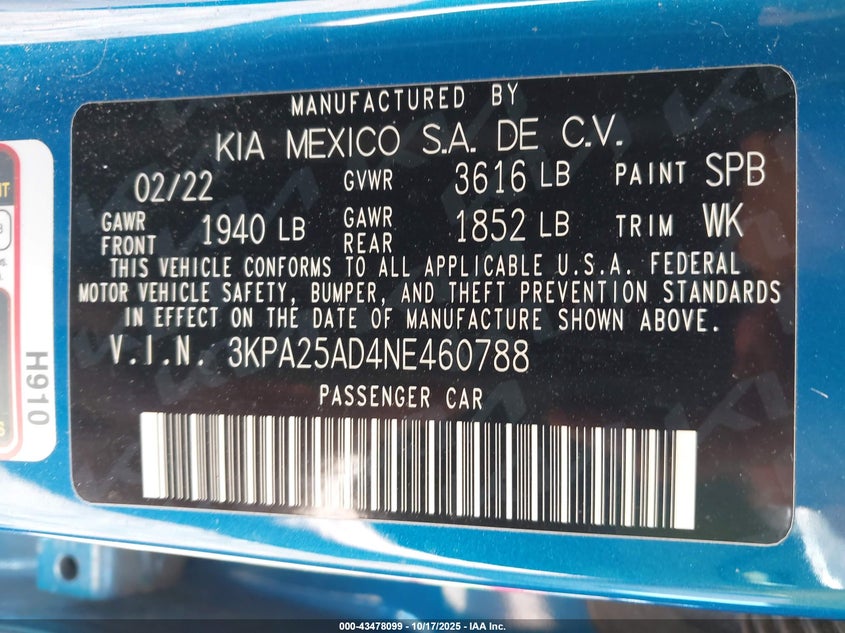 MANUFACTURED BY
KIA MEXICO S.A. DE C.V.
02/22 GVWR 3616 LB PAINT SPB
GAWR FRONT 1940 LB GAWR REAR 1852 LB TRIM WK
THIS VEHICLE CONFORMS TO ALL APPLICABLE U.S.A. FEDERAL
MOTOR VEHICLE SAFETY, BUMPER, AND THEFT PREVENTION STANDARDS
IN EFFECT ON THE DATE OF MANUFACTURE SHOWN ABOVE.
V.I.N. 3KPA25AD4NE460788
PASSENGER CAR
H910
000-43478099 | 10/17/2025 | IAA Inc.